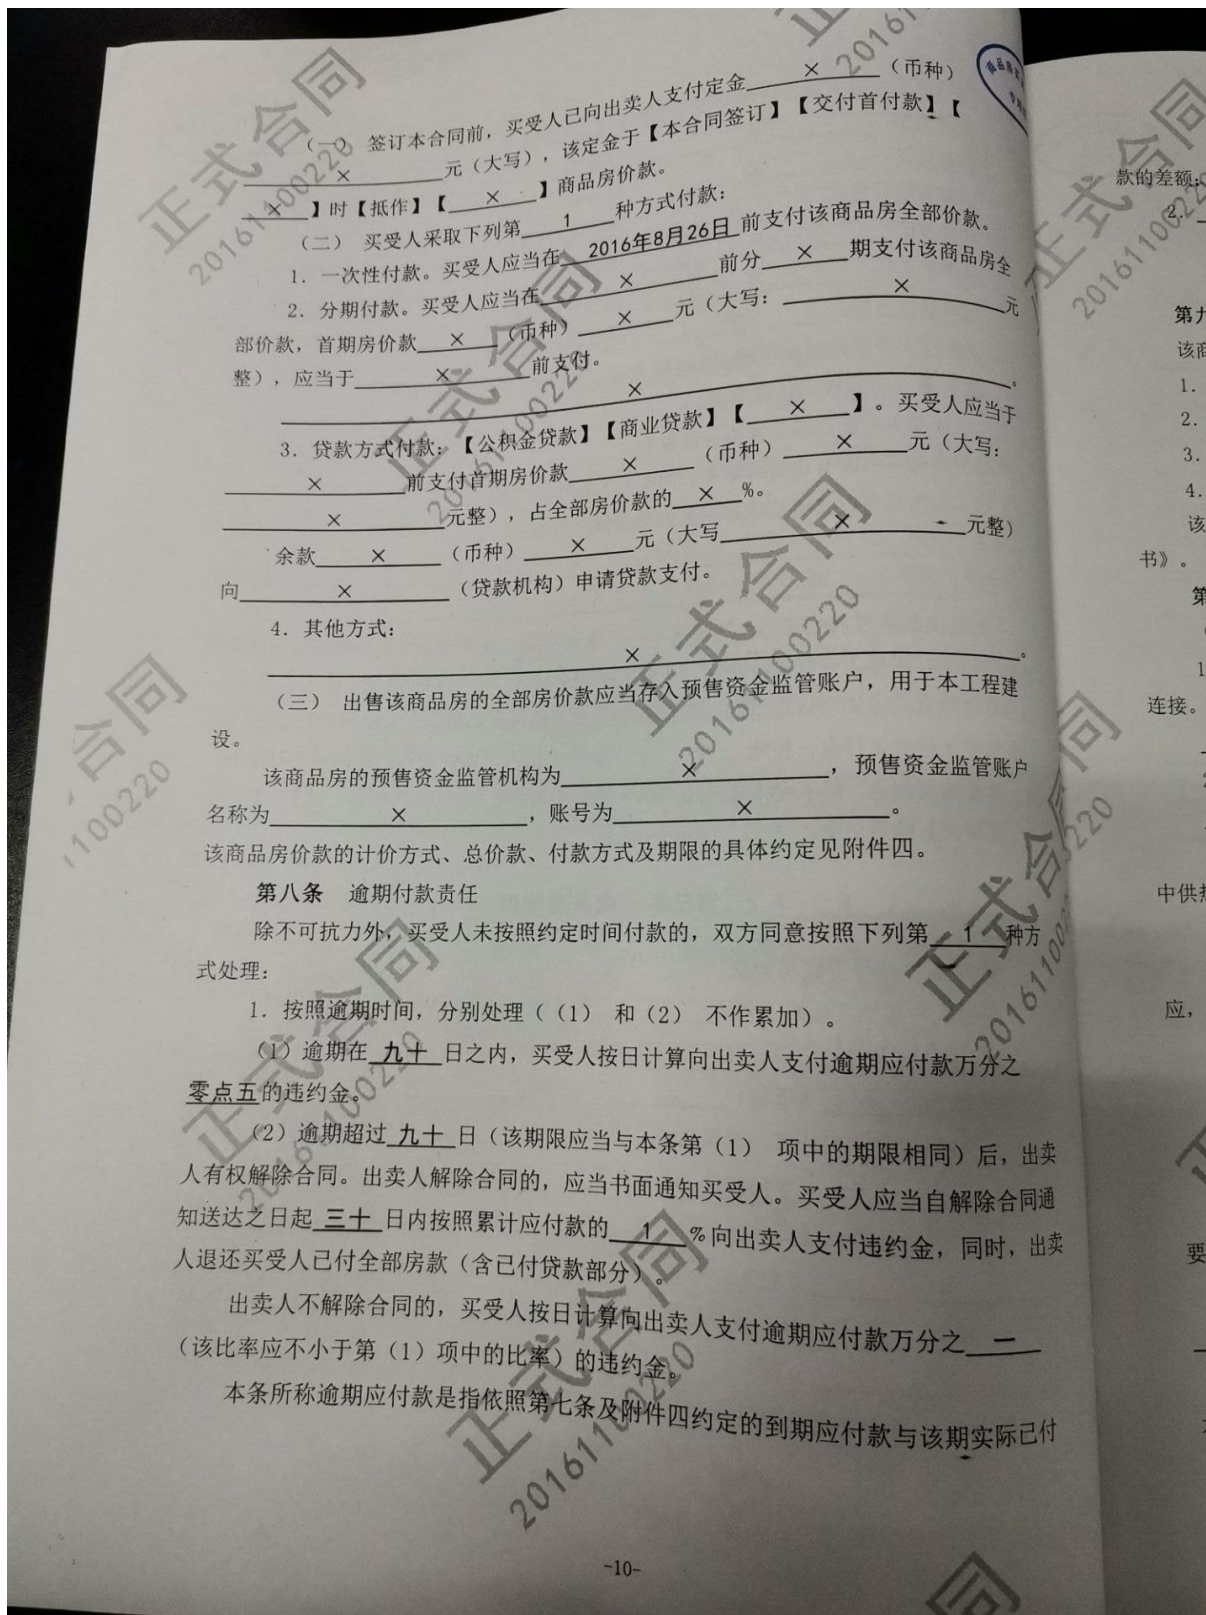 （一） 签订本合同前，买受人已向出卖人支付定金 × （币种）
× 元（大写），该定金于【本合同签订】【交付首付款】【
× 】时【抵作】【 × 】商品房价款。
（二） 买受人采取下列第 1 种方式付款：
1. 一次性付款。买受人应当在 2016年8月26日 前支付该商品房全部价款。
2. 分期付款。买受人应当在 × 前分 × 期支付该商品房全
部价款，首期房价款 × （币种） × 元（大写： × 元
整），应当于 × 前支付。
× 。
3. 贷款方式付款：【公积金贷款】【商业贷款】【 × 】。买受人应当于
× 前支付首期房价款 × （币种） × 元（大写：
× 元整），占全部房价款的 × %。
余款 × （币种） × 元（大写 × 元整）
向 × （贷款机构）申请贷款支付。
4. 其他方式：
× 。
（三） 出售该商品房的全部房价款应当存入预售资金监管账户，用于本工程建
设。
该商品房的预售资金监管机构为 × ，预售资金监管账户
名称为 × ，账号为 × 。
该商品房价款的计价方式、总价款、付款方式及期限的具体约定见附件四。
第八条 逾期付款责任
除不可抗力外，买受人未按照约定时间付款的，双方同意按照下列第 1 种方
式处理：
1. 按照逾期时间，分别处理（（1） 和（2） 不作累加）。
（1）逾期在 九十 日之内，买受人按日计算向出卖人支付逾期应付款万分之
零点五的违约金。
（2）逾期超过 九十 日（该期限应当与本条第（1） 项中的期限相同）后，出卖
人有权解除合同。出卖人解除合同的，应当书面通知买受人。买受人应当自解除合同通
知送达之日起 三十 日内按照累计应付款的 1 %向出卖人支付违约金，同时，出卖
人退还买受人已付全部房款（含已付贷款部分）。
出卖人不解除合同的，买受人按日计算向出卖人支付逾期应付款万分之 一
（该比率应不小于第（1）项中的比率）的违约金。
本条所称逾期应付款是指依照第七条及附件四约定的到期应付款与该期实际已付
-10-
正式合同
201611100220
款的差额；
2.
该商
1.
2.
3.
4.
该
书》。
第
连接。
中供热
应，
要